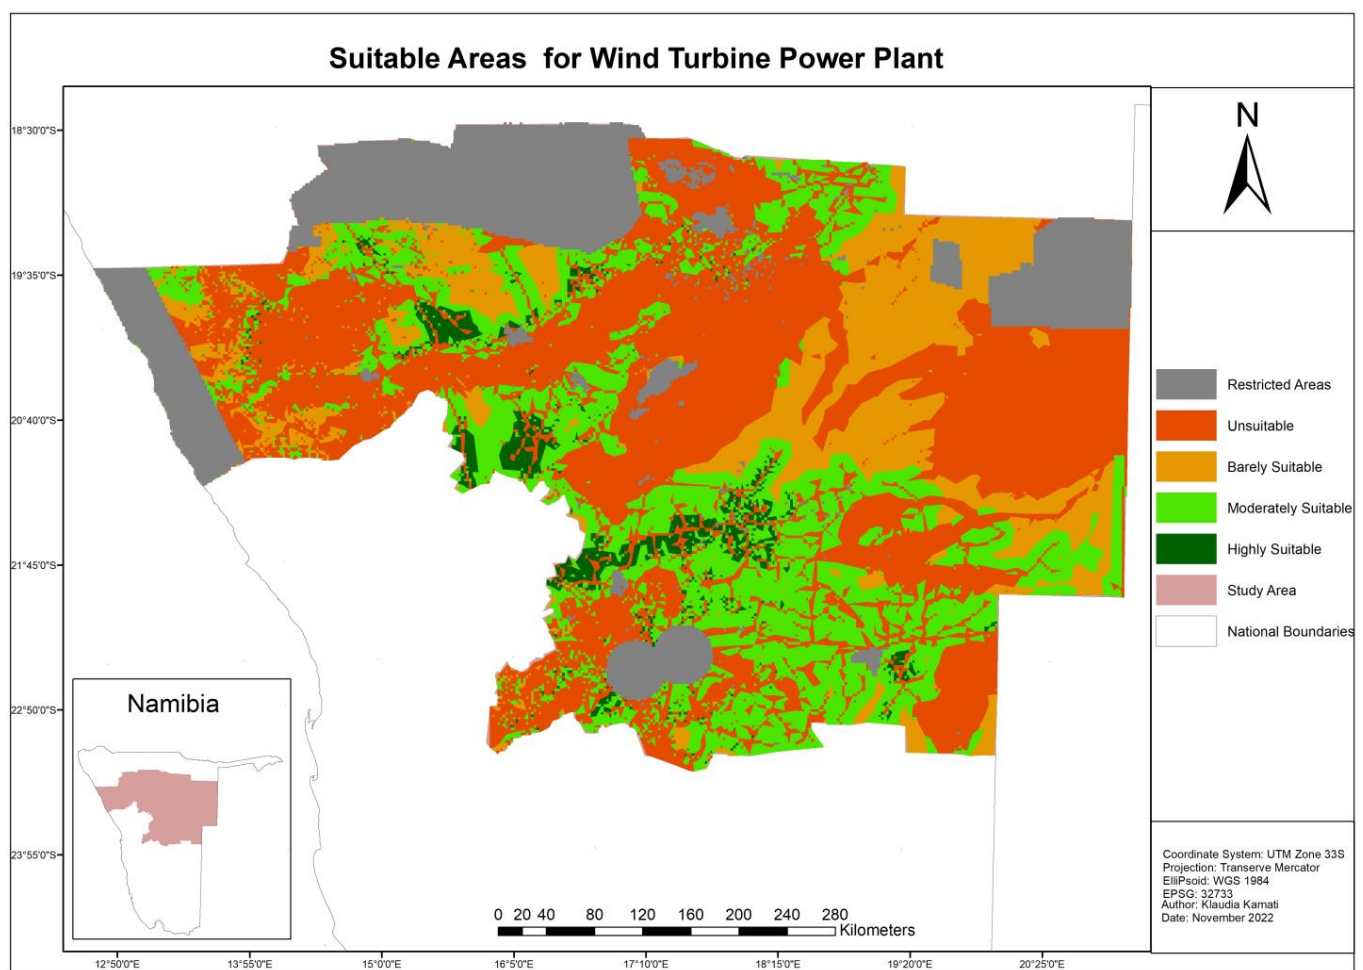 Suitable Areas  for Wind Turbine Power Plant
18°30'0"S
19°35'0"S
20°40'0"S
21°45'0"S
22°50'0"S
23°55'0"S
N
Restricted Areas
Unsuitable
Barely Suitable
Moderately Suitable
Highly Suitable
Study Area
National Boundaries
Namibia
0 20 40 80 120 160 200 240 280
Kilometers
Coordinate System: UTM Zone 33S
Projection: Transerve Mercator
ElliPsoid: WGS 1984
EPSG: 32733
Author: Klaudia Kamati
Date: November 2022
12°50'0"E 13°55'0"E 15°0'0"E 16°5'0"E 17°10'0"E 18°15'0"E 19°20'0"E 20°25'0"E